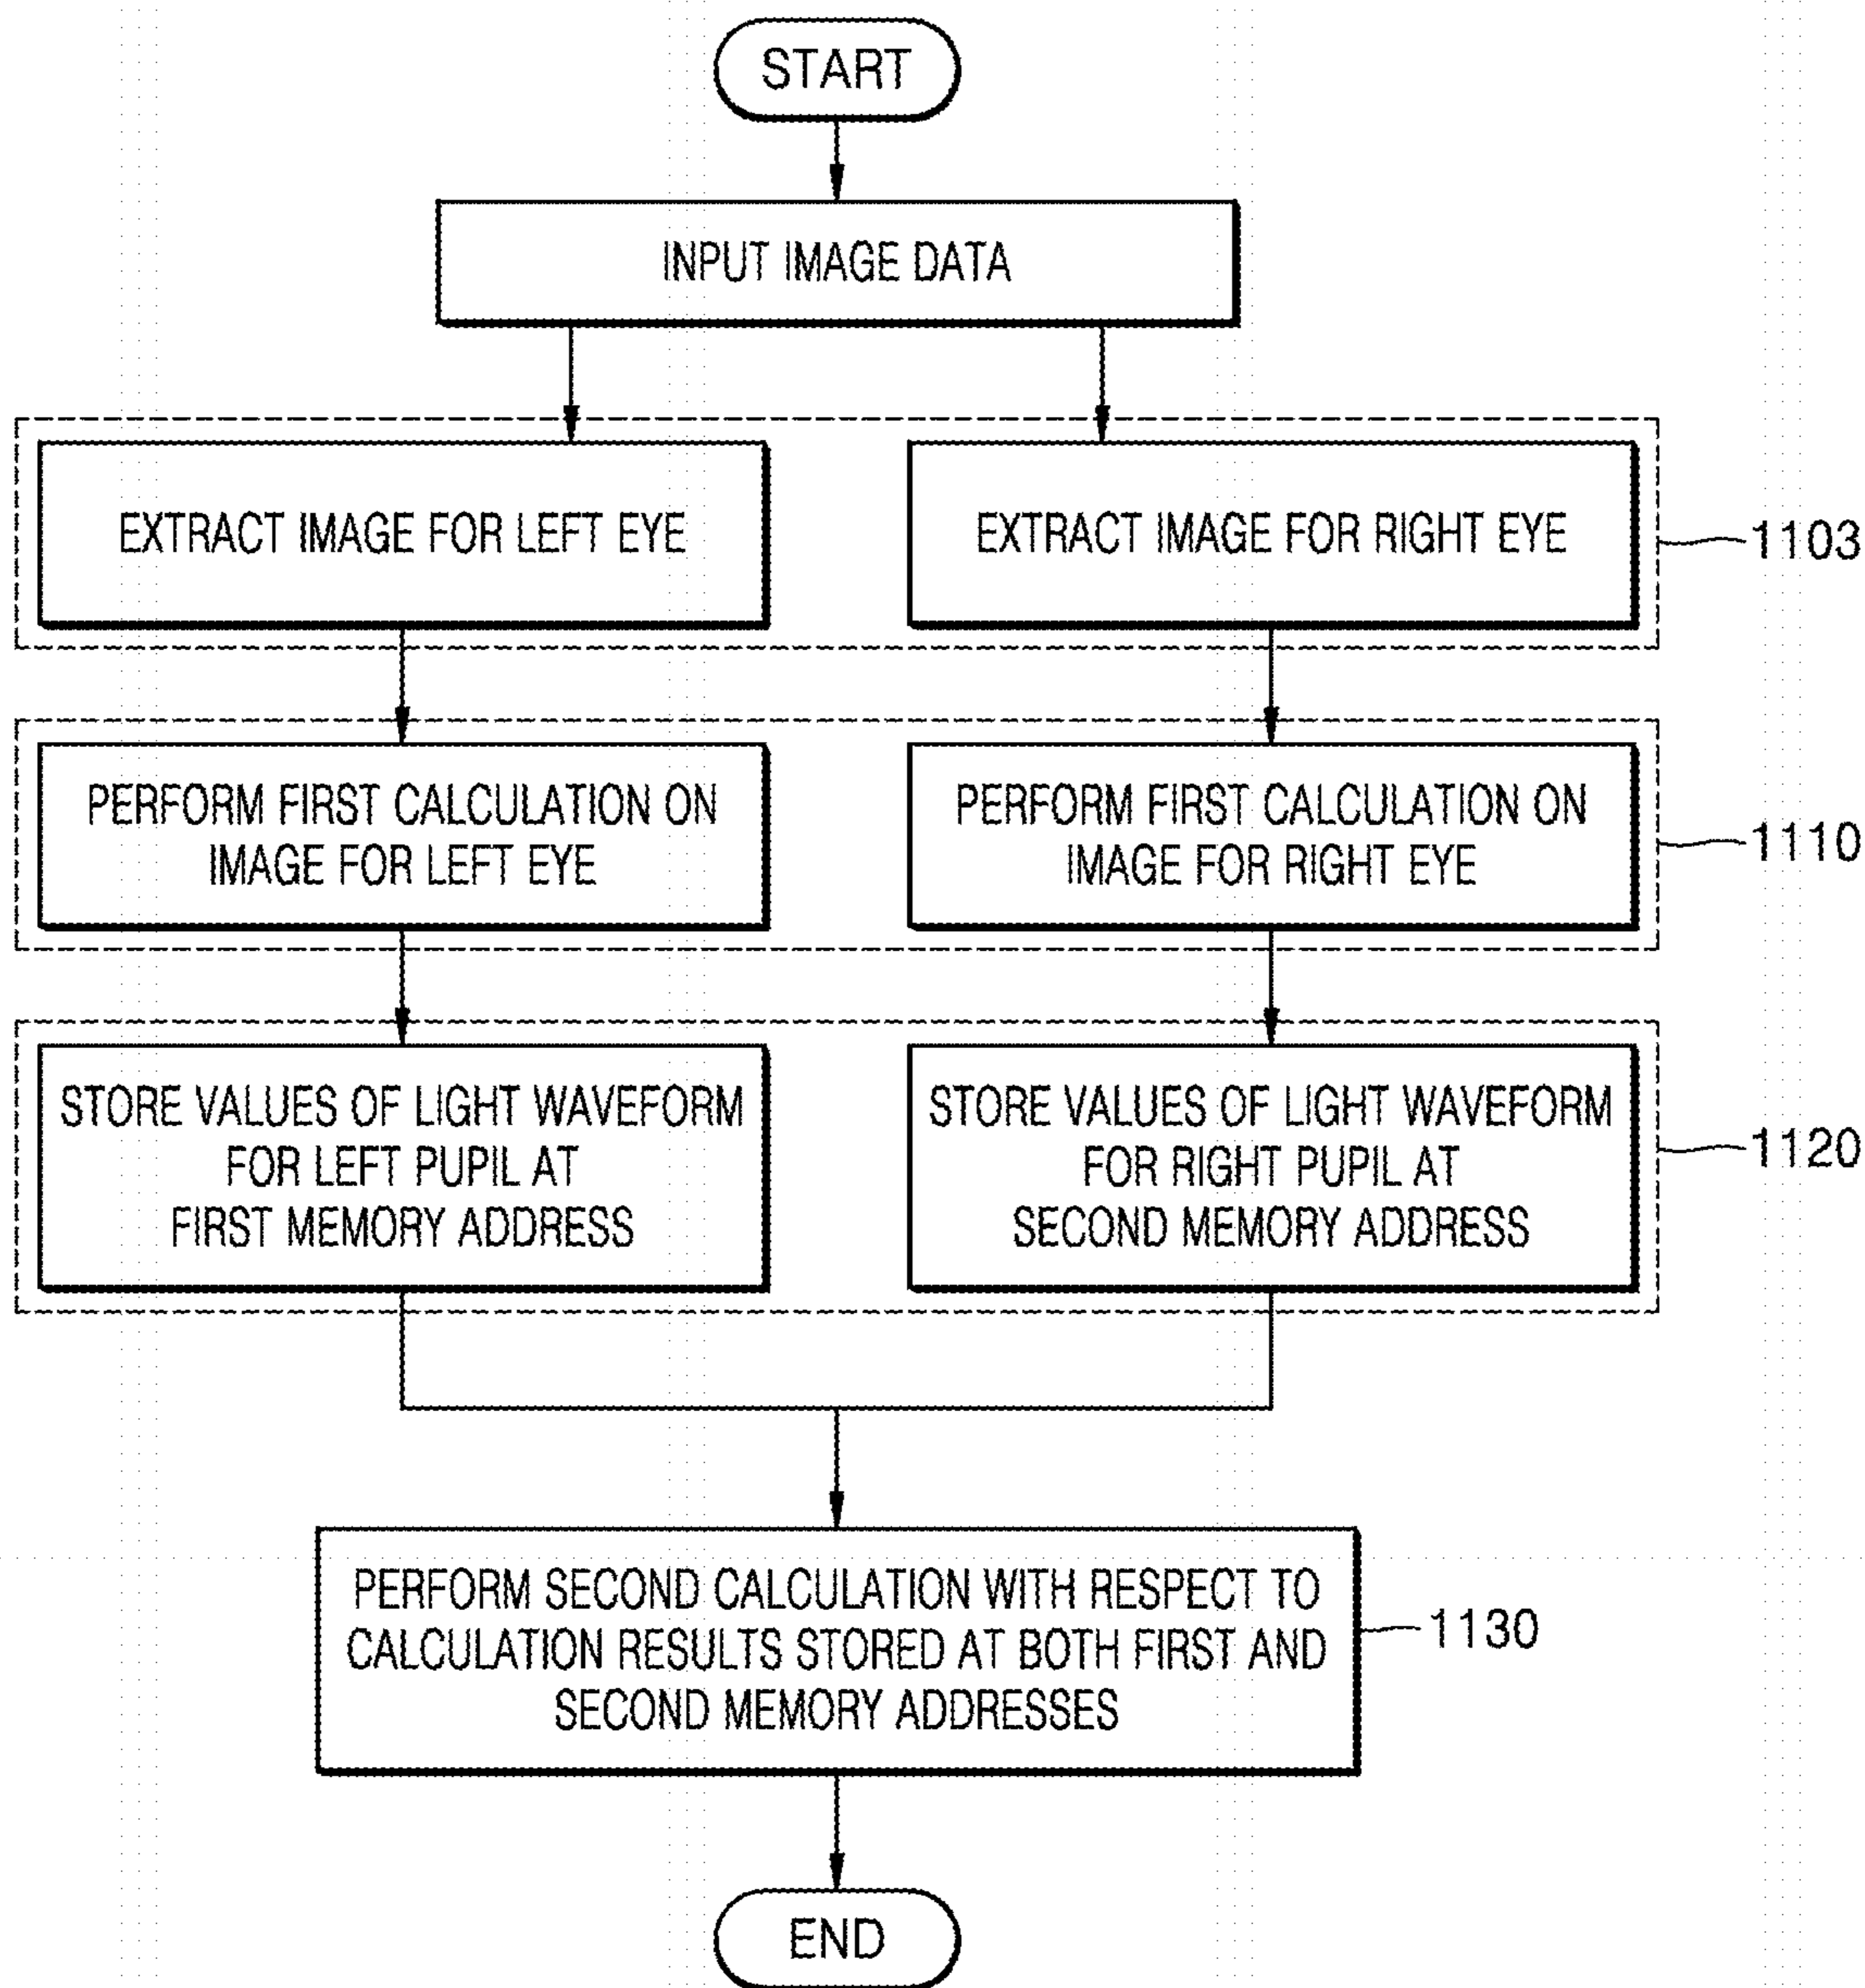 START
INPUT IMAGE DATA
EXTRACT IMAGE FOR LEFT EYE
EXTRACT IMAGE FOR RIGHT EYE
1103
PERFORM FIRST CALCULATION ON
IMAGE FOR LEFT EYE
PERFORM FIRST CALCULATION ON
IMAGE FOR RIGHT EYE
1110
STORE VALUES OF LIGHT WAVEFORM
FOR LEFT PUPIL AT
FIRST MEMORY ADDRESS
STORE VALUES OF LIGHT WAVEFORM
FOR RIGHT PUPIL AT
SECOND MEMORY ADDRESS
1120
PERFORM SECOND CALCULATION WITH RESPECT TO
CALCULATION RESULTS STORED AT BOTH FIRST AND
SECOND MEMORY ADDRESSES
1130
END